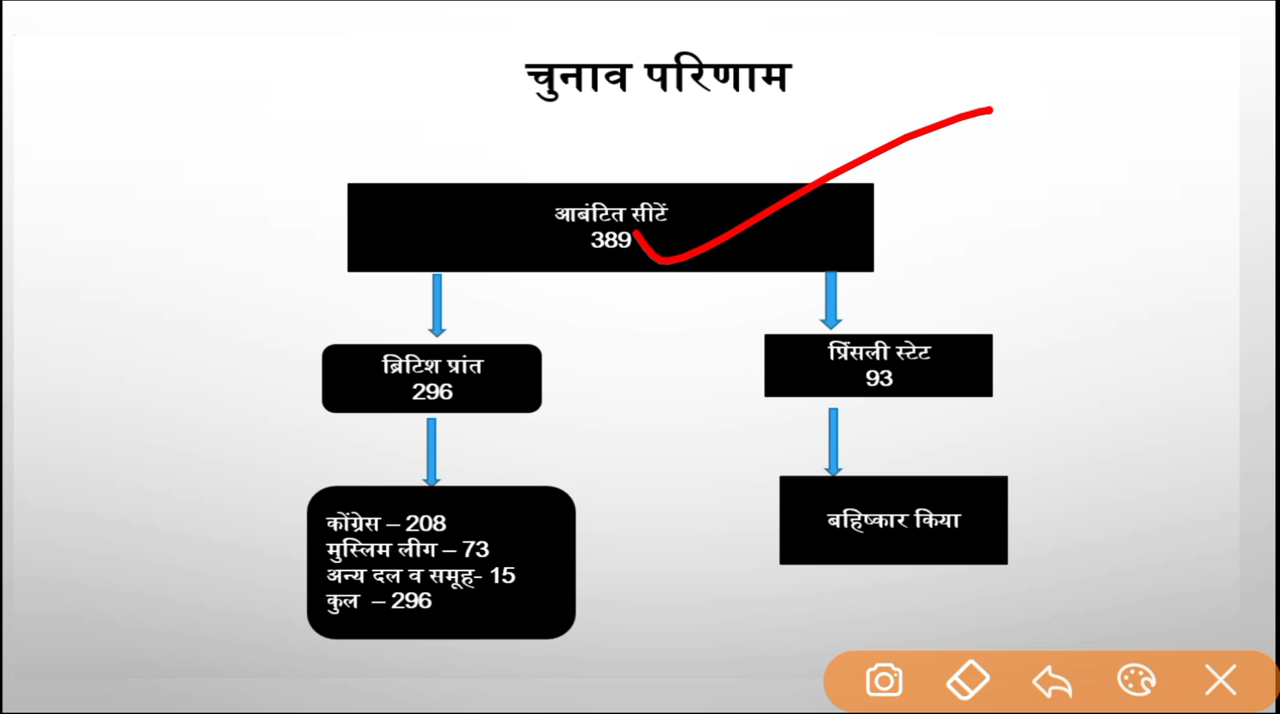 चुनाव परिणाम
आबंटित सीटें
389
ब्रिटिश प्रांत
296
प्रिंसली स्टेट
93
कोंग्रेस – 208
मुस्लिम लीग – 73
अन्य दल व समूह- 15
कुल – 296
बहिष्कार किया